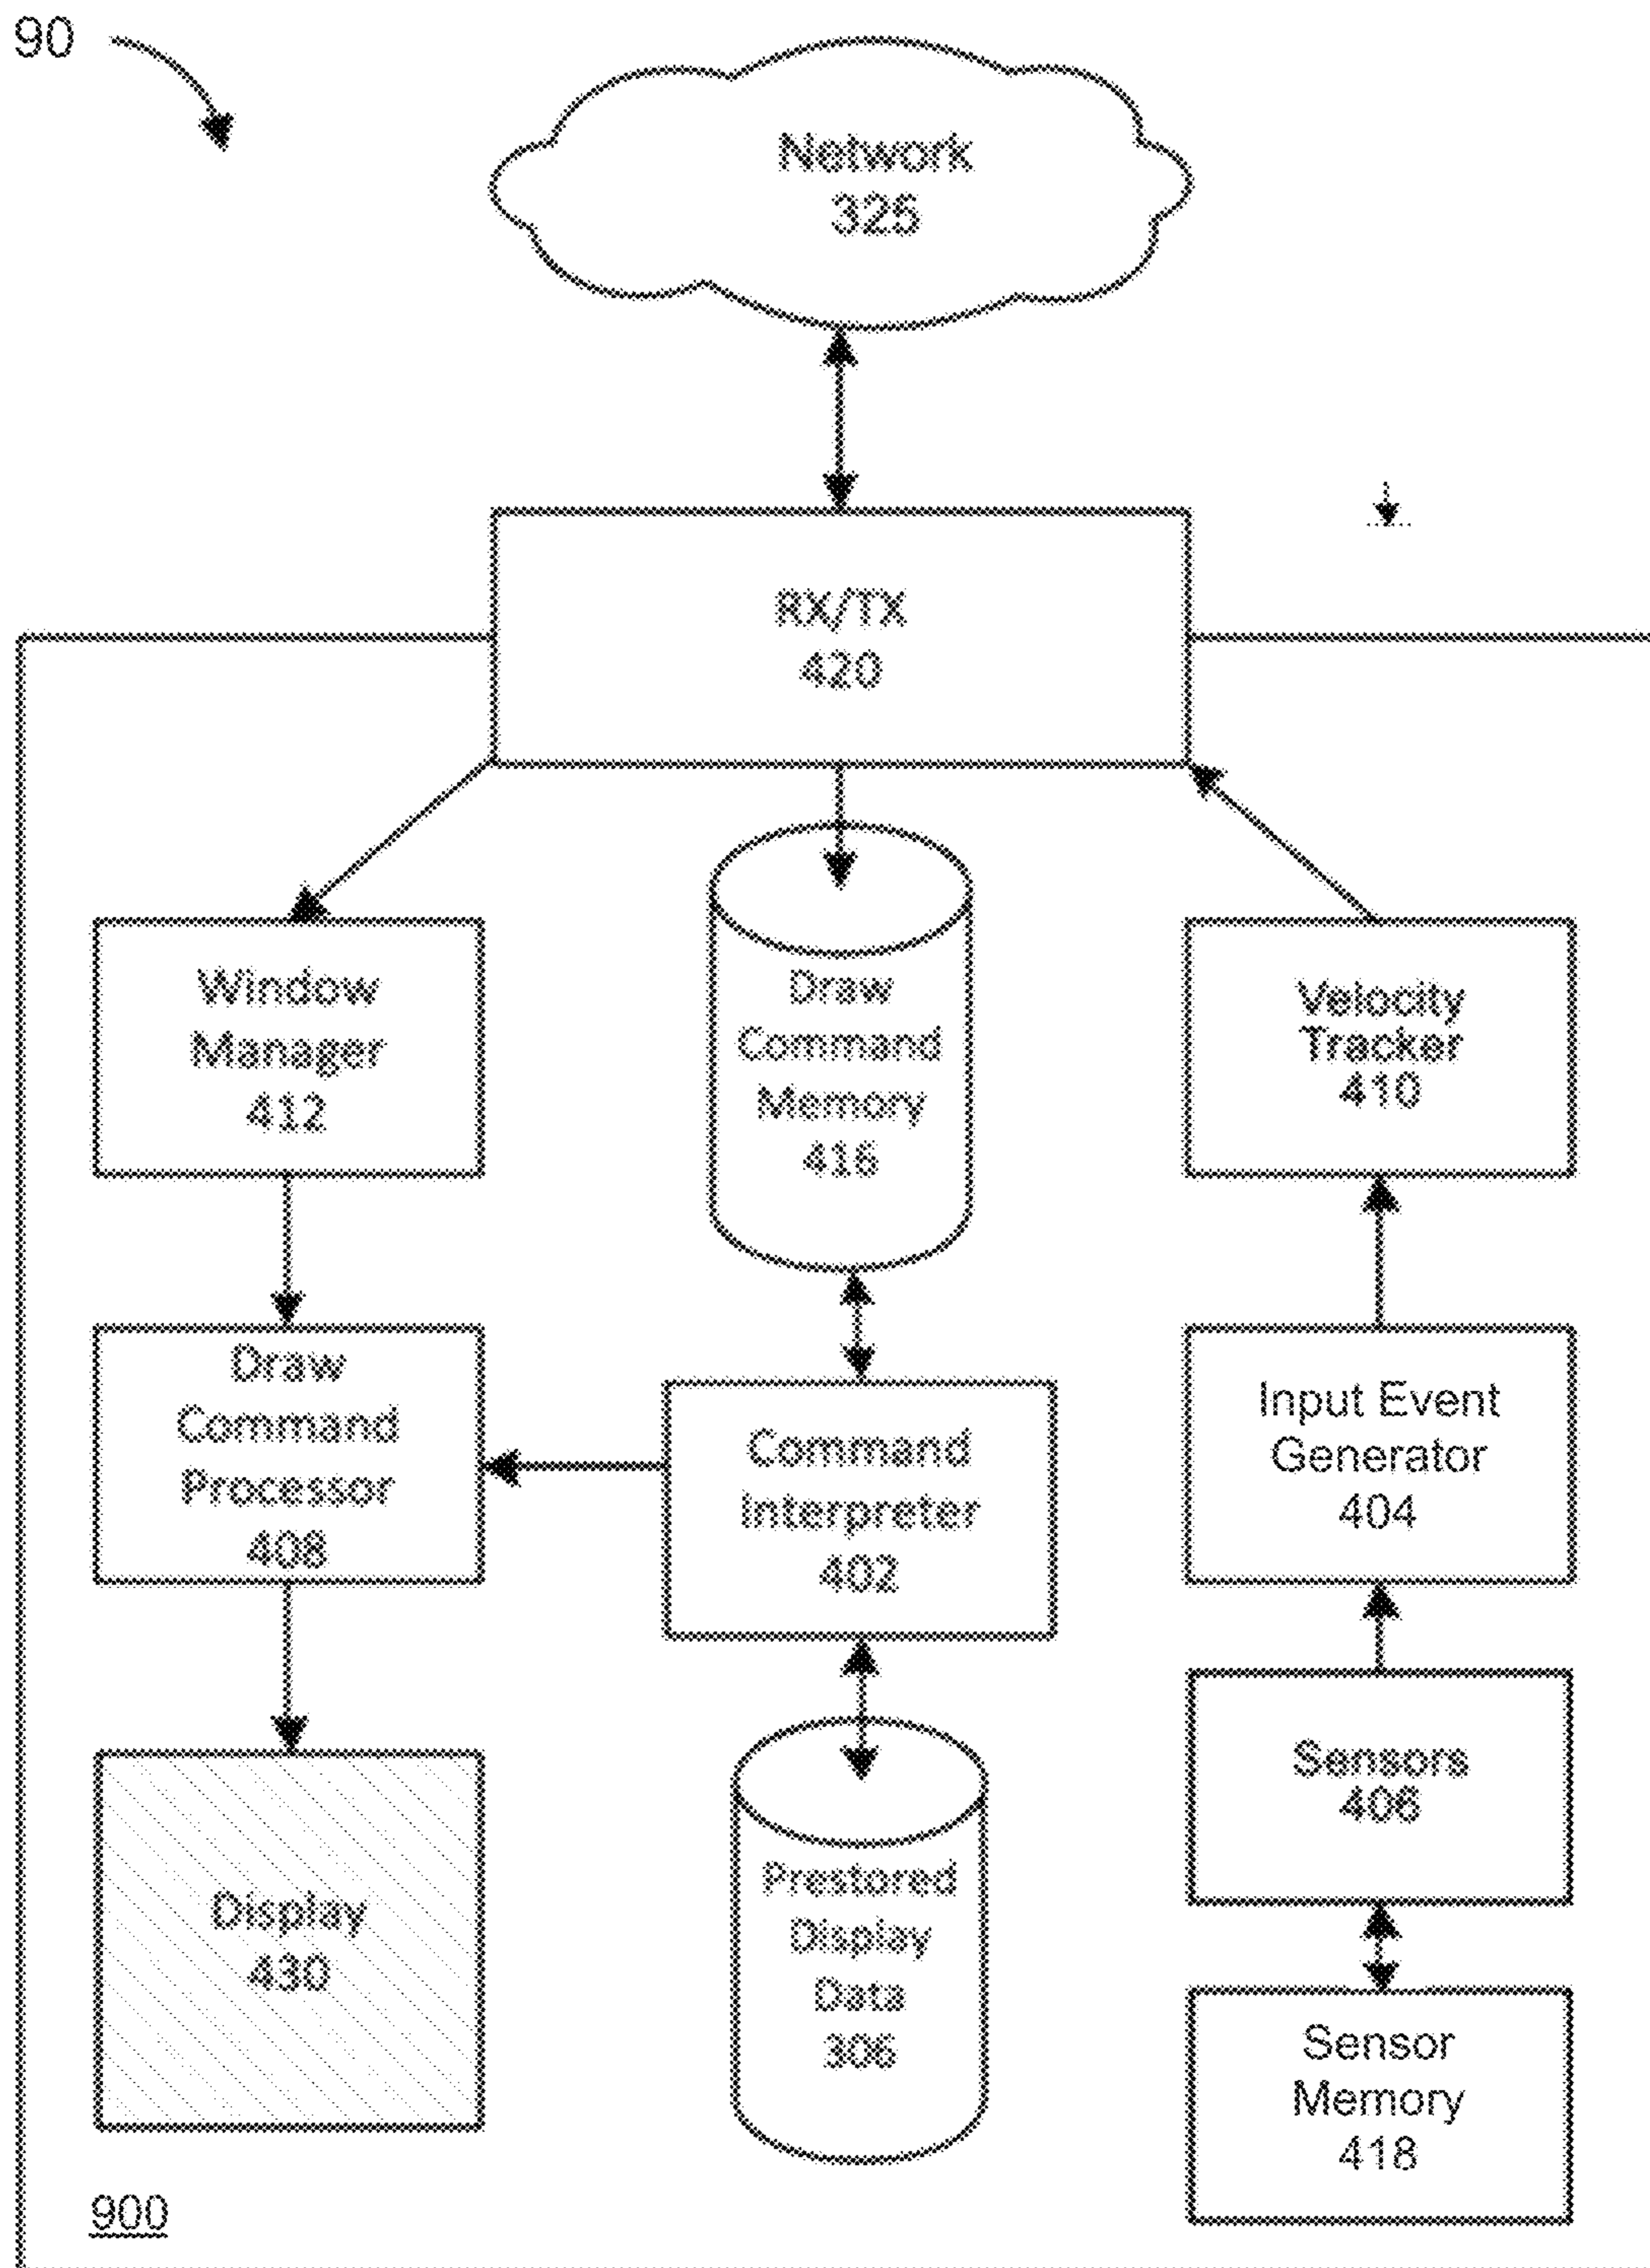 90
Network
325
RX/TX
420
Window
Manager
412
Draw
Command
Memory
416
Velocity
Tracker
410
Draw
Command
Processor
408
Command
Interpreter
402
Input Event
Generator
404
Sensors
406
Display
430
Prestored
Display
Data
306
Sensor
Memory
418
900